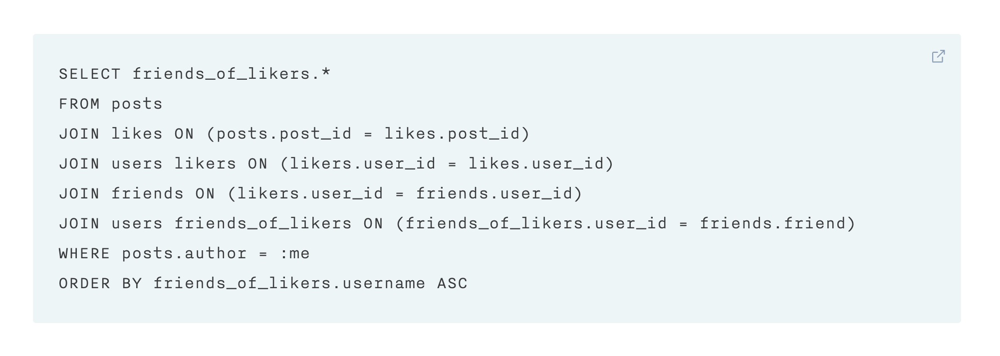 SELECT friends_of_likers.*
FROM posts
JOIN likes ON (posts.post_id = likes.post_id)
JOIN users likers ON (likers.user_id = likes.user_id)
JOIN friends ON (likers.user_id = friends.user_id)
JOIN users friends_of_likers ON (friends_of_likers.user_id = friends.friend)
WHERE posts.author = :me
ORDER BY friends_of_likers.username ASC